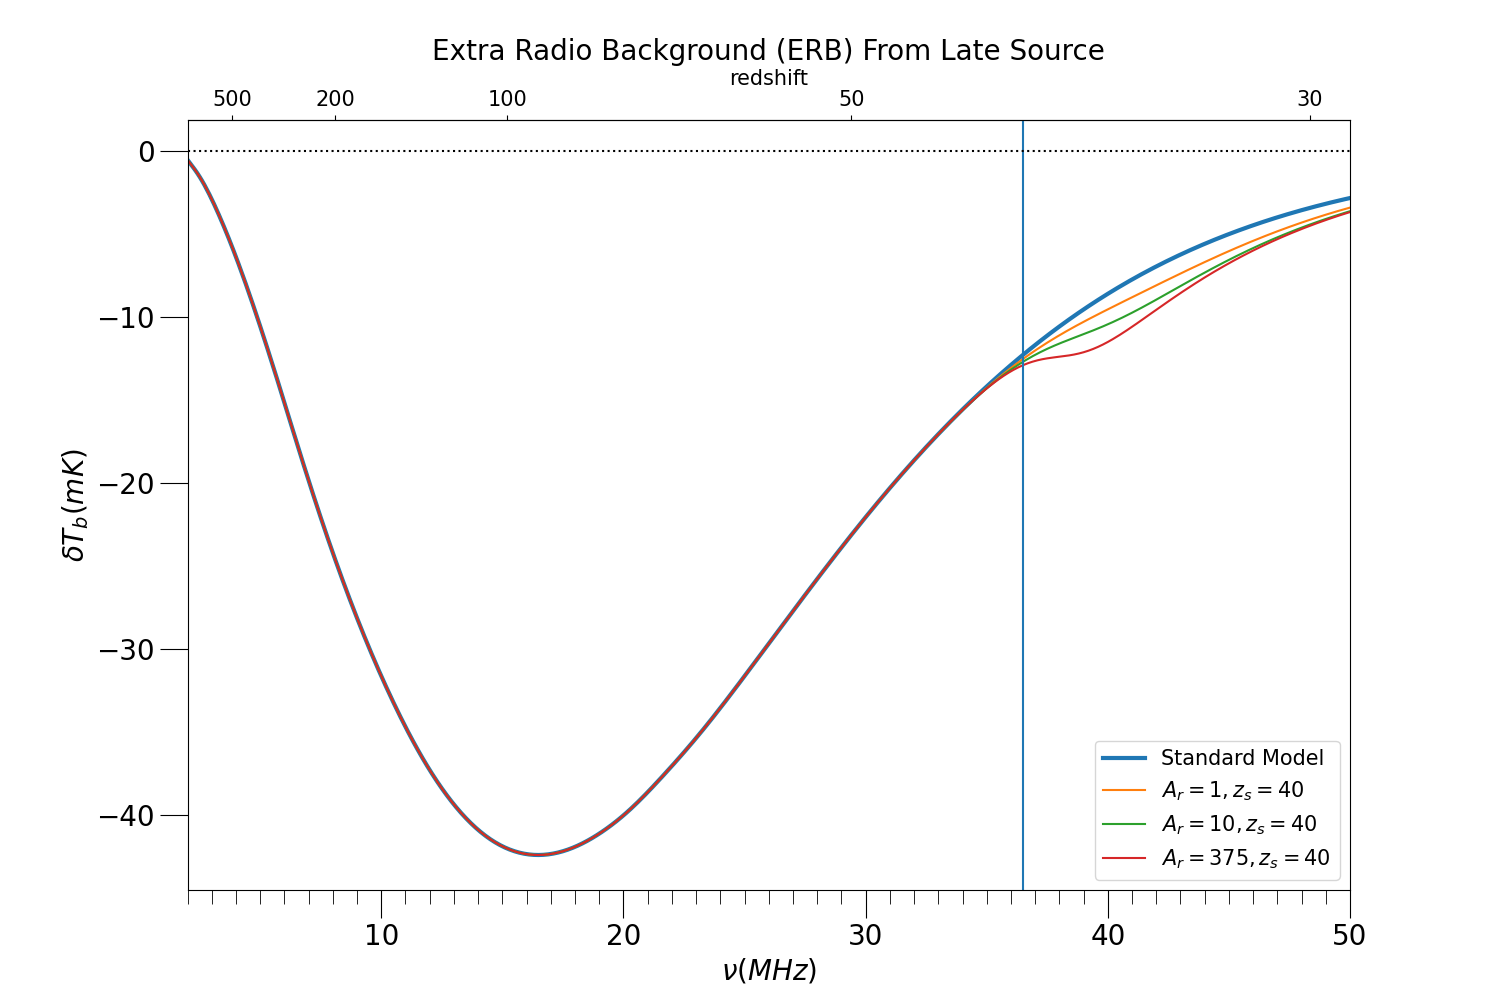 Extra Radio Background (ERB) From Late Source
redshift
500 200 100 50 30
0
−10
−20
−30
−40
δT_b(mK)
Standard Model
A_r = 1, z_s = 40
A_r = 10, z_s = 40
A_r = 375, z_s = 40
10 20 30 40 50
ν(MHz)